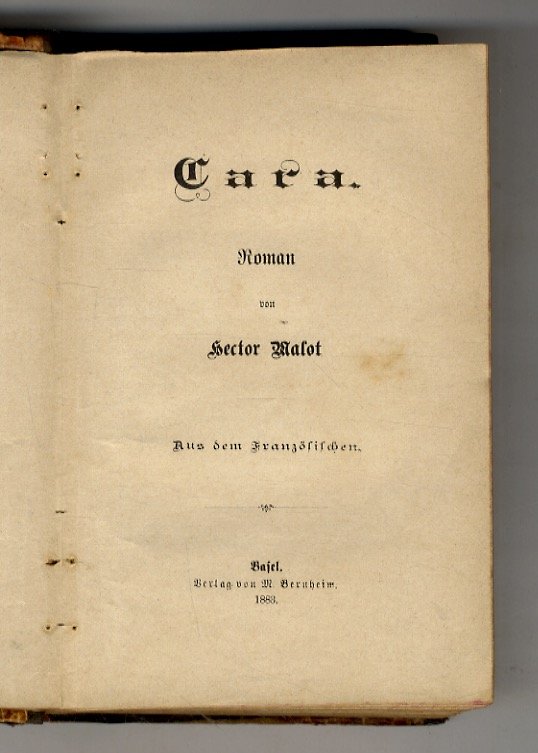 Cara.
Roman
von
Hector Malot
Aus dem Französischen.
Basel.
Verlag von M. Bernheim.
1883.